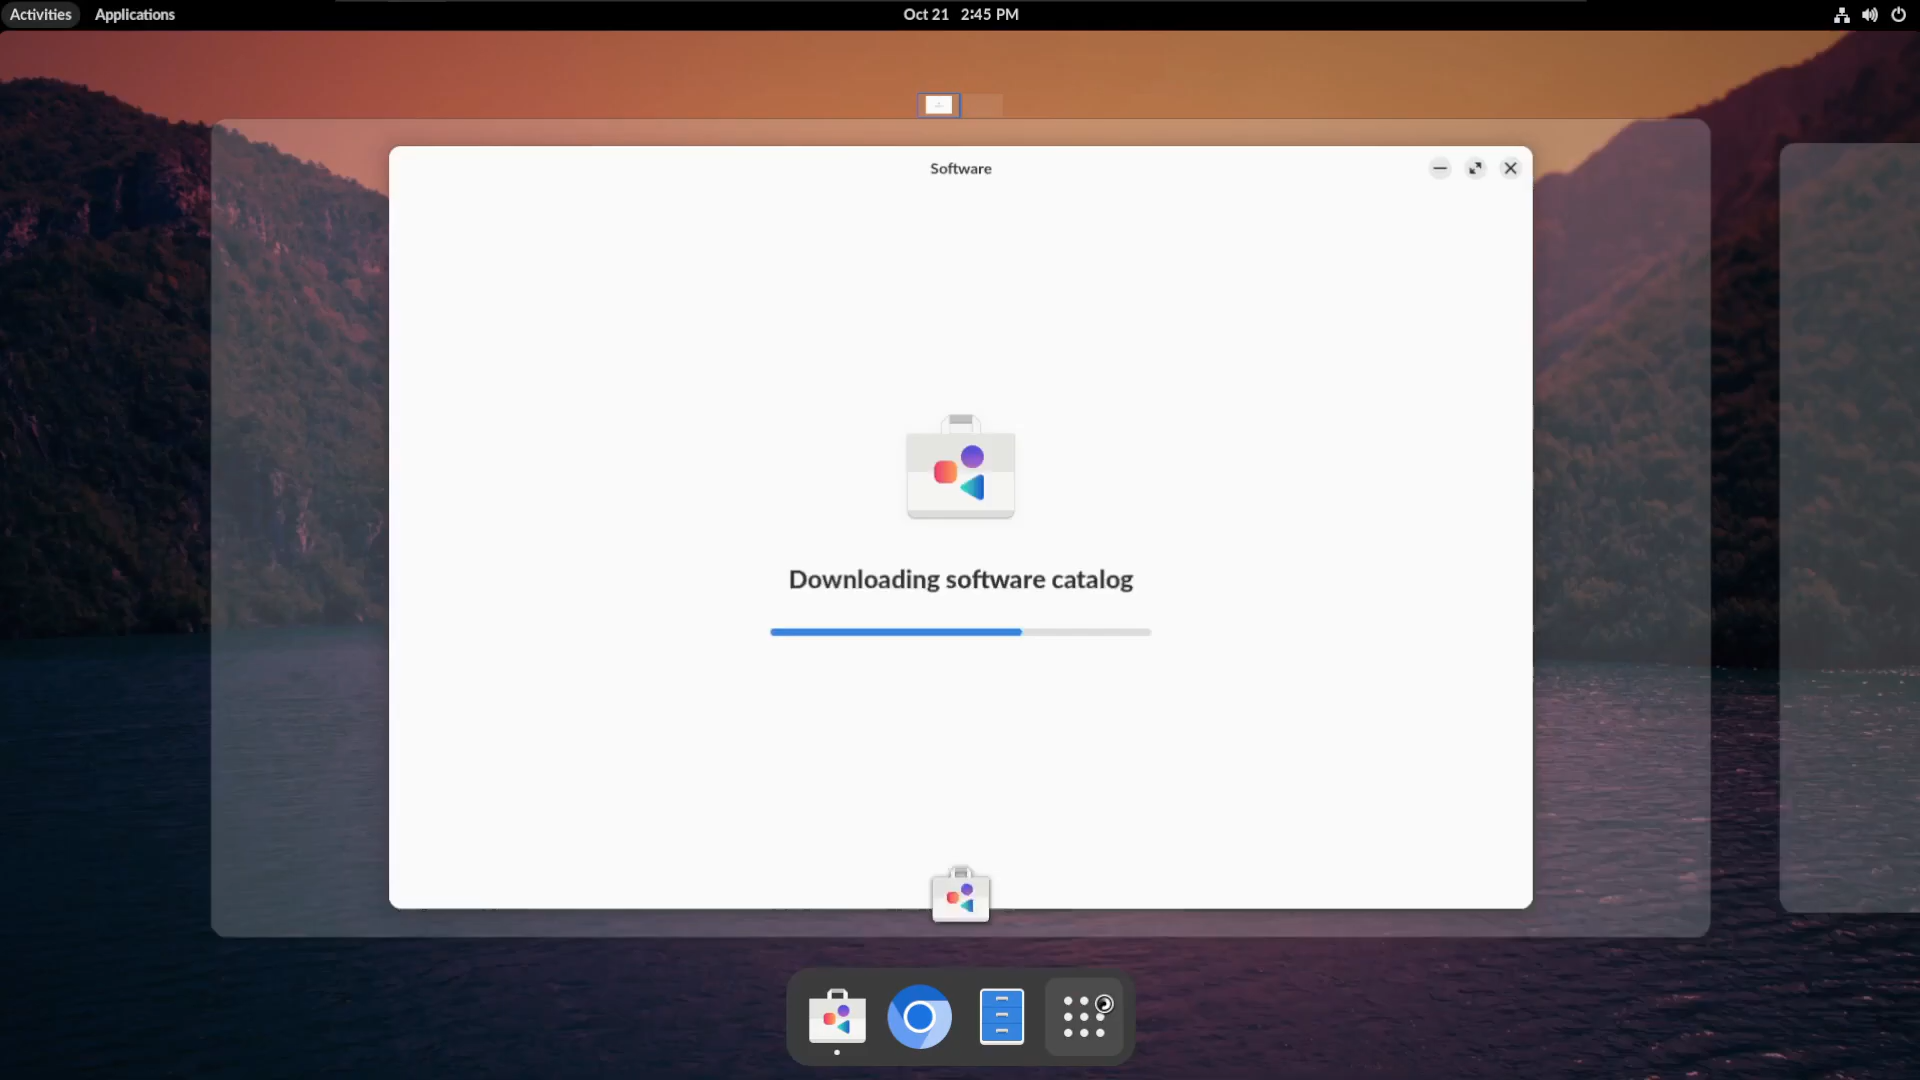 Activities Applications Oct 21 2:45 PM
Software
Downloading software catalog